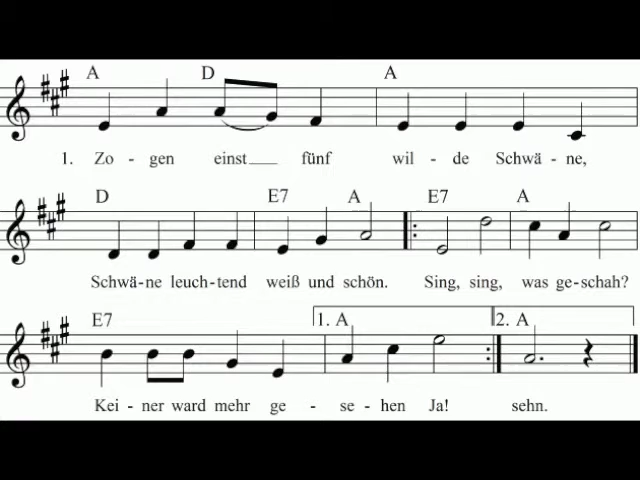 A D A
1. Zo - gen einst fünf wil - de Schwä - ne,
D E7 A E7 A
Schwä-ne leuch-tend weiß und schön. Sing, sing, was ge-schah?
E7 1. A 2. A
Kei - ner ward mehr ge - se - hen Ja! sehn.